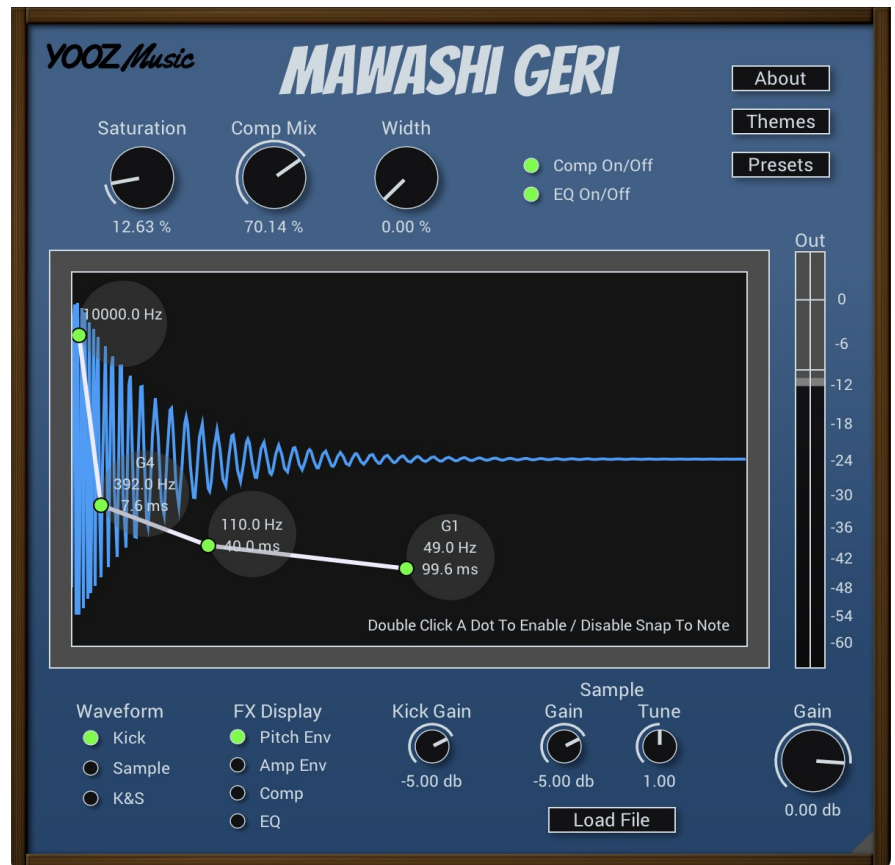 YOOZ Music
MAWASHI GERI
About
Themes
Presets
Saturation
Comp Mix
Width
12.63 %
70.14 %
0.00 %
Comp On/Off
EQ On/Off
Out
0
-6
-12
-18
-24
-30
-36
-42
-48
-54
-60
10000.0 Hz
G4
392.0 Hz
7.6 ms
110.0 Hz
40.0 ms
G1
49.0 Hz
99.6 ms
Double Click A Dot To Enable / Disable Snap To Note
Waveform
Kick
Sample
K&S
FX Display
Pitch Env
Amp Env
Comp
EQ
Kick Gain
-5.00 db
Sample
Gain
Tune
-5.00 db
1.00
Load File
Gain
0.00 db